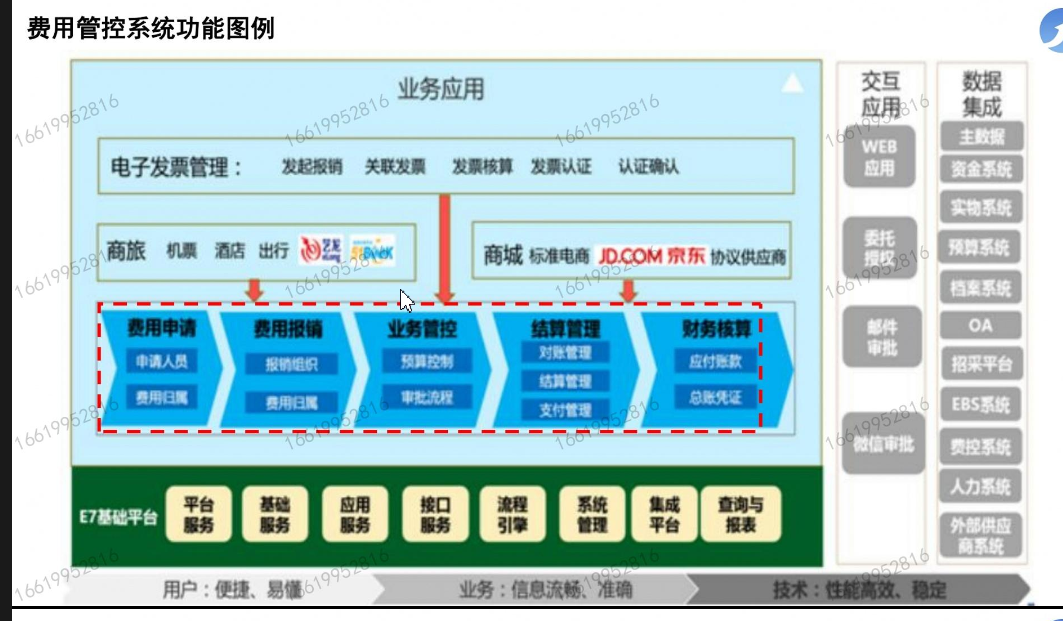 费用管控系统功能图例
业务应用
电子发票管理： 发起报销 关联发票 发票核算 发票认证 认证确认
商旅 机票 酒店 出行 艺龙
商城 标准电商 JD.COM 京东 协议供应商
费用申请 费用报销 业务管控 结算管理 财务核算
申请人员 报销组织 预算控制 对账管理 应付账款
结算管理
费用归属 费用归属 审批流程 支付管理 总账凭证
E7基础平台
平台
服务
基础
服务
应用
服务
接口
服务
流程
引擎
系统
管理
集成
平台
查询与
报表
交互
应用
WEB
应用
委托
授权
邮件
审批
微信审批
数据
集成
主数据
资金系统
实物系统
预算系统
档案系统
OA
招采平台
EBS系统
费控系统
人力系统
外部供应
商系统
用户：便捷、易懂 业务：信息流畅、准确 技术：性能高效、稳定
16619952816